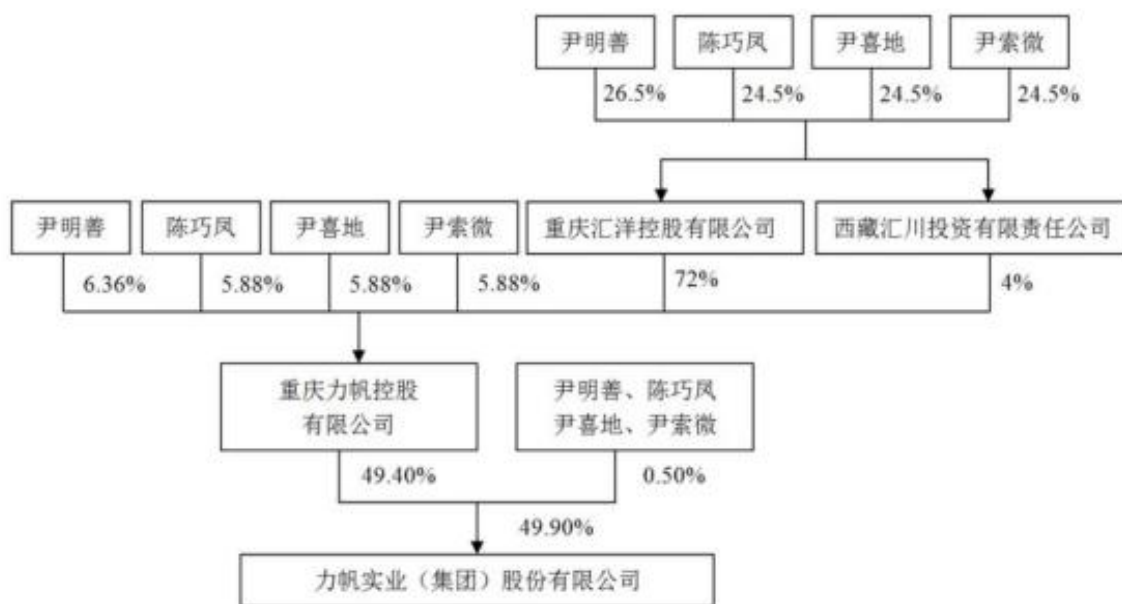 尹明善
陈巧凤
尹喜地
尹索微
26.5%
24.5%
24.5%
24.5%
尹明善
陈巧凤
尹喜地
尹索微
重庆汇洋控股有限公司
西藏汇川投资有限责任公司
6.36%
5.88%
5.88%
5.88%
72%
4%
重庆力帆控股
有限公司
尹明善、陈巧凤
尹喜地、尹索微
49.40%
0.50%
49.90%
力帆实业（集团）股份有限公司